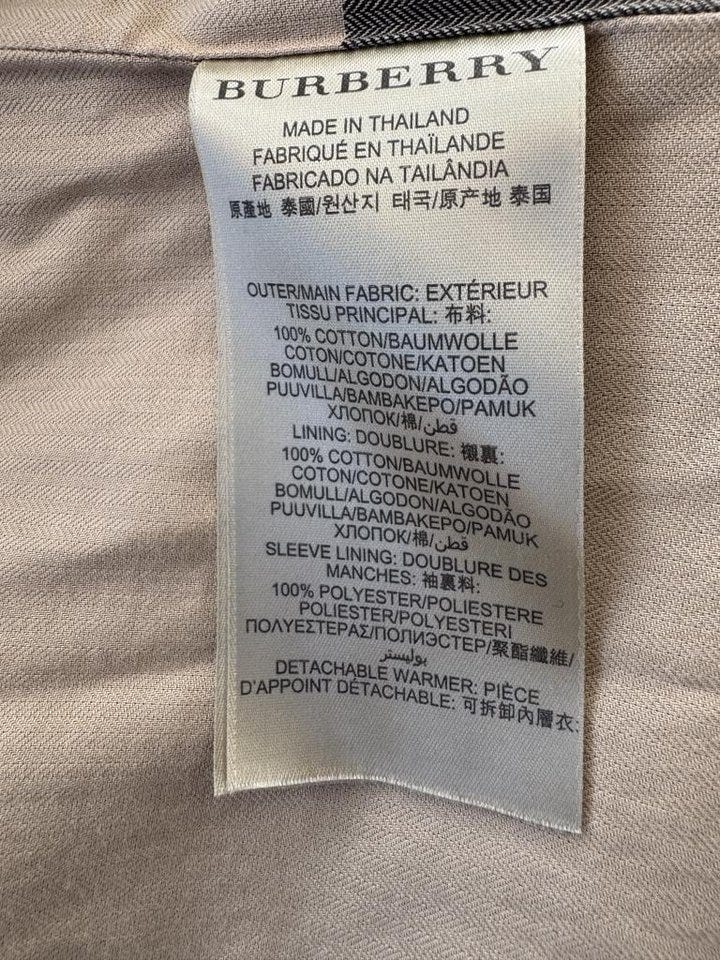 BURBERRY
MADE IN THAILAND
FABRIQUÉ EN THAÏLANDE
FABRICADO NA TAILÂNDIA
原產地 泰國/원산지 태국/原产地 泰国
OUTER/MAIN FABRIC: EXTÉRIEUR
TISSU PRINCIPAL: 布料:
100% COTTON/BAUMWOLLE
COTON/COTONE/KATOEN
BOMULL/ALGODON/ALGODÃO
PUUVILLA/BAMBAKEPO/PAMUK
ХЛОПОК/棉/قطن
LINING: DOUBLURE: 襯裏:
100% COTTON/BAUMWOLLE
COTON/COTONE/KATOEN
BOMULL/ALGODON/ALGODÃO
PUUVILLA/BAMBAKEPO/PAMUK
ХЛОПОК/棉/قطن
SLEEVE LINING: DOUBLURE DES
MANCHES: 袖裏料:
100% POLYESTER/POLIESTERE
POLIESTER/POLYESTERI
ΠΟΛΥΕΣΤΕΡΑΣ/ПОЛИЭСТЕР/聚酯纖維/
بوليستر
DETACHABLE WARMER: PIÈCE
D'APPOINT DÉTACHABLE: 可拆卸內層衣: